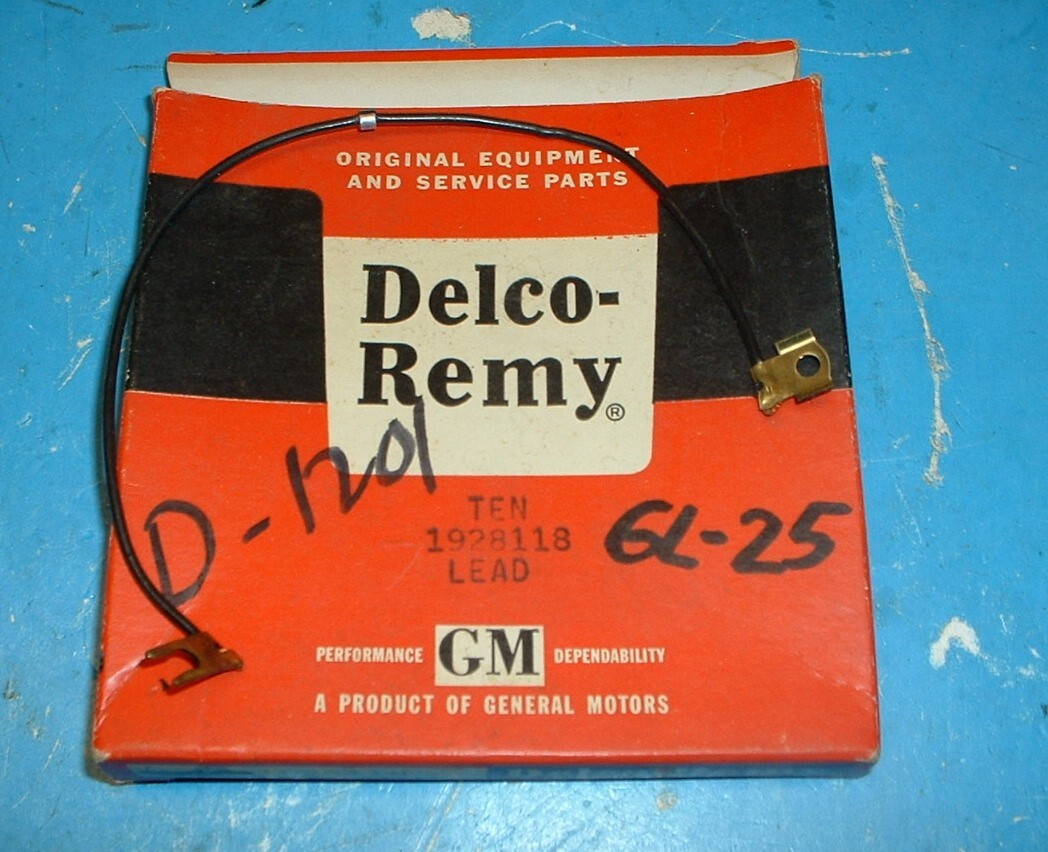 ORIGINAL EQUIPMENT
AND SERVICE PARTS
Delco-
Remy®
D-1201
TEN
1928118
LEAD
GL-25
PERFORMANCE GM DEPENDABILITY
A PRODUCT OF GENERAL MOTORS